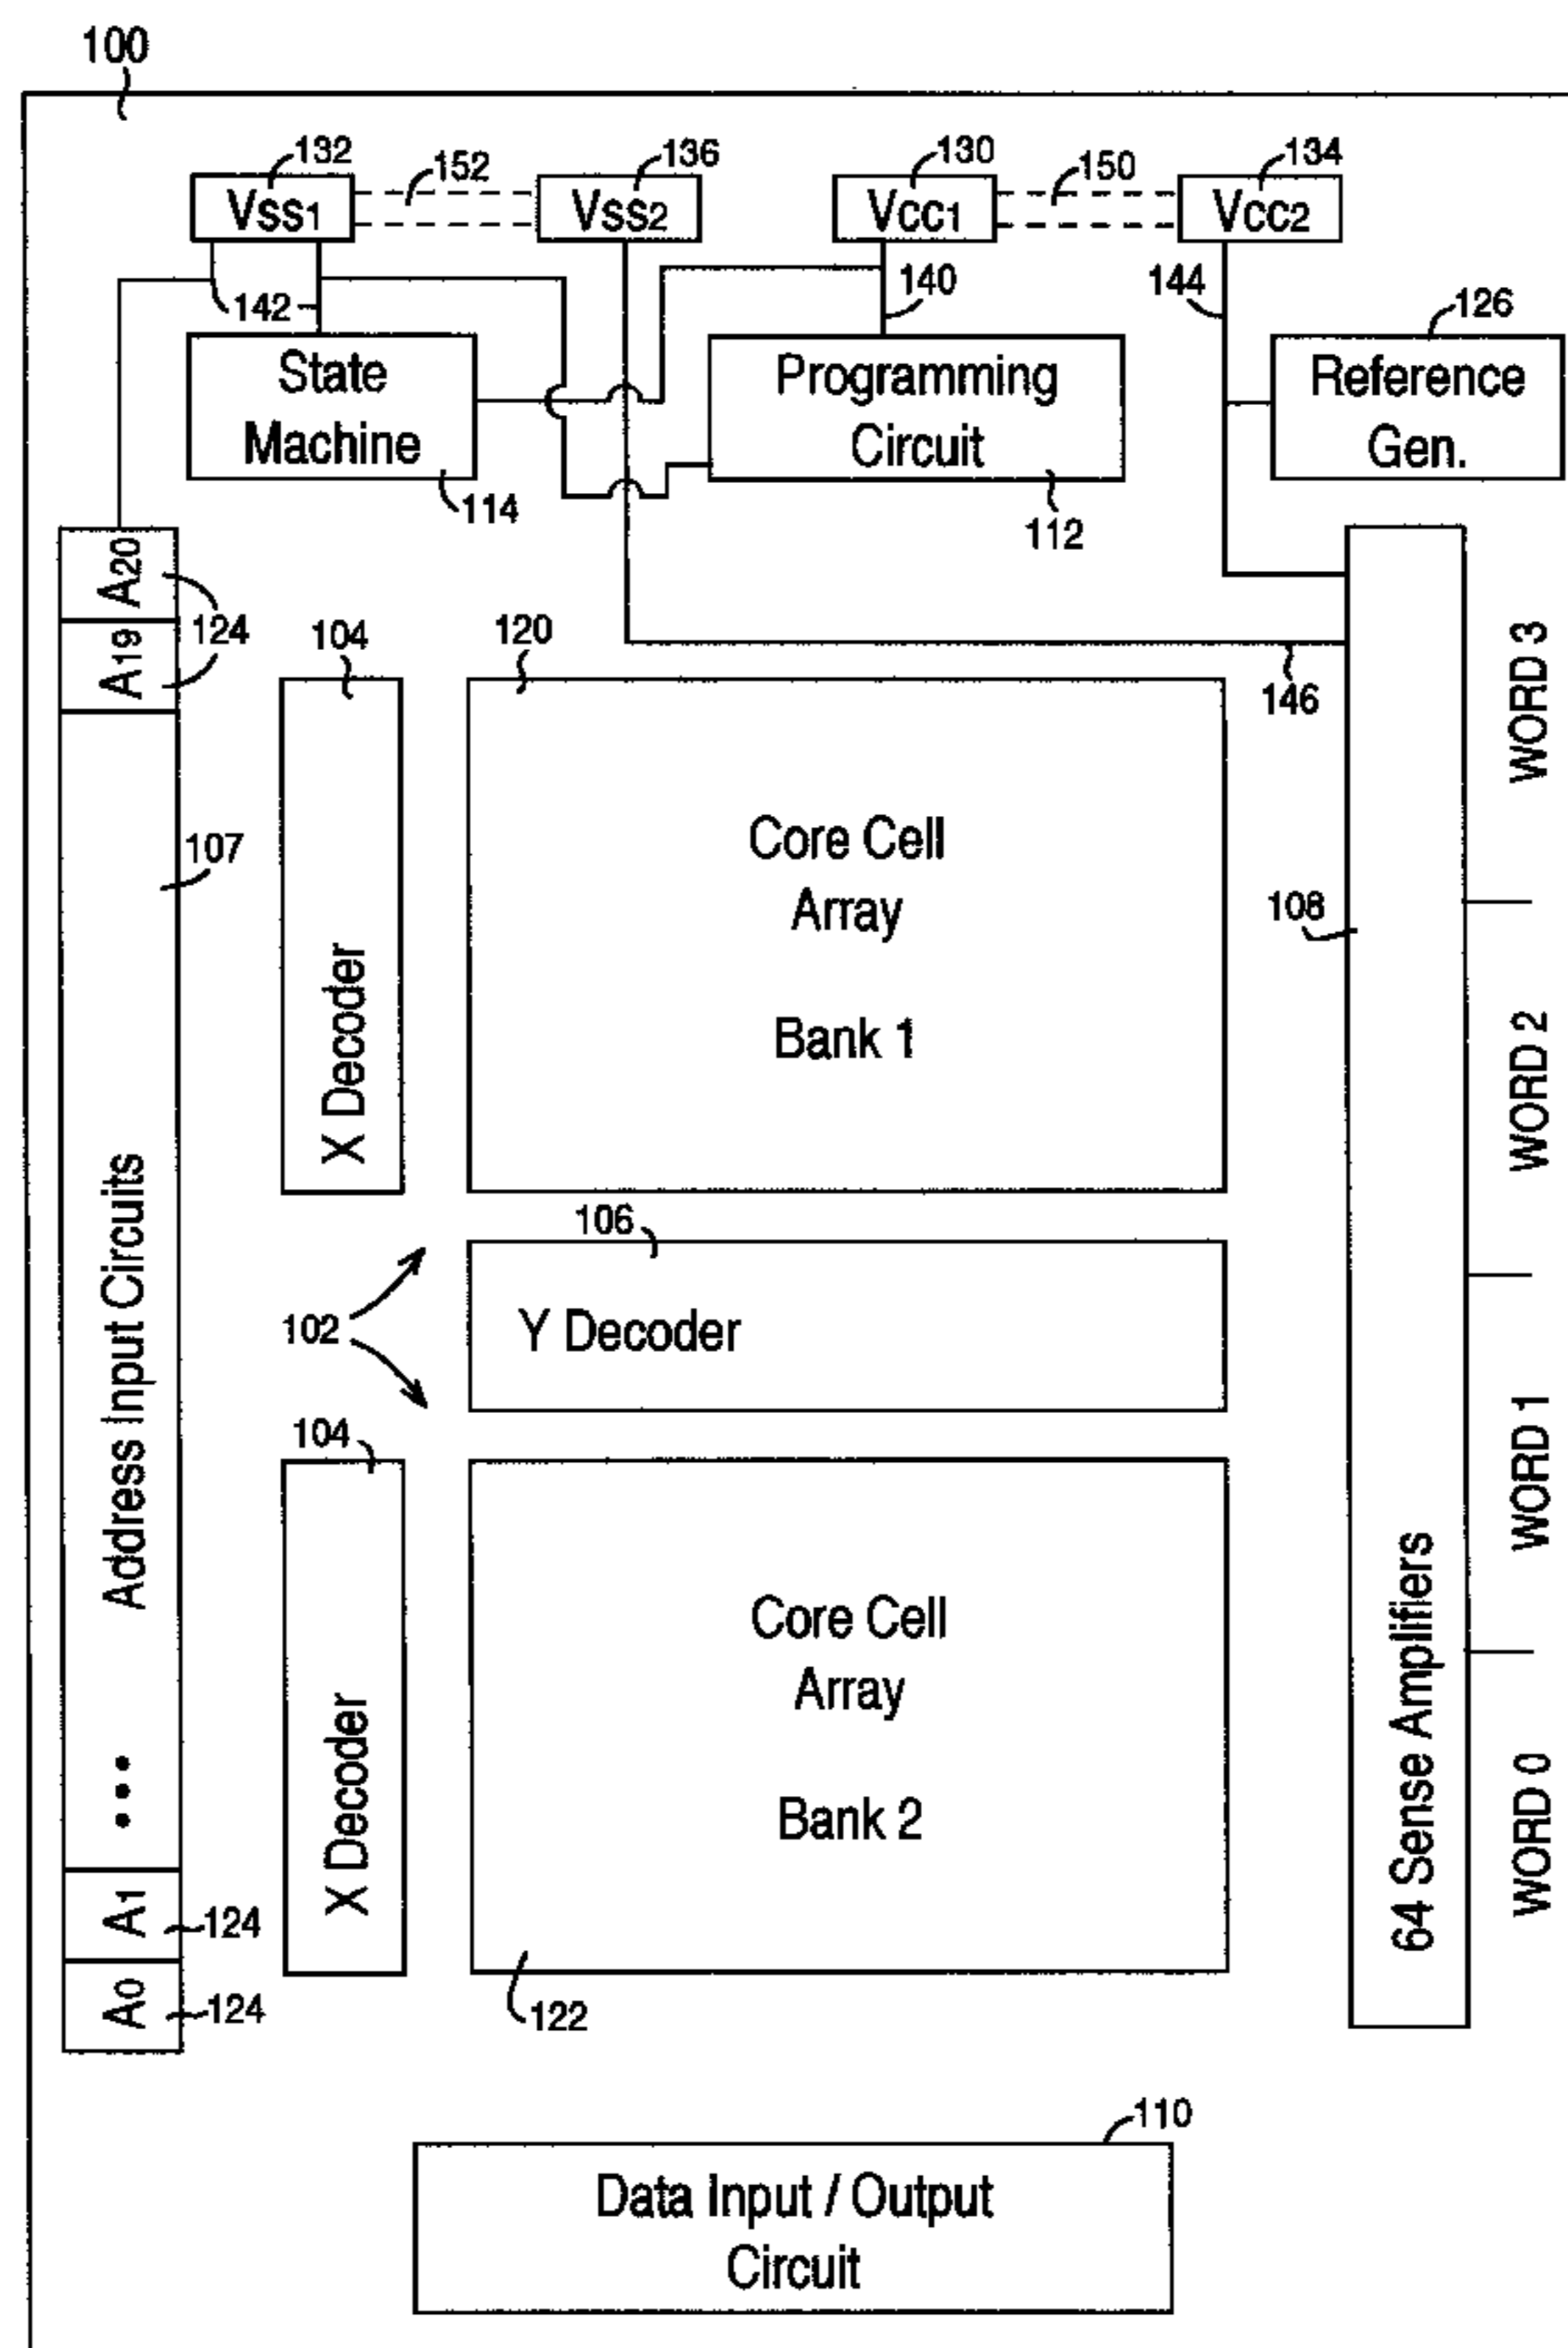 100
132
152
136
130
150
134
VSS1
VSS2
VCC1
VCC2
142
140
144
126
State
Machine
Programming
Circuit
Reference
Gen.
114
112
A20
A19
124
104
120
146
WORD 3
107
Core Cell
Array
Bank 1
X Decoder
108
WORD 2
Address Input Circuits
106
102
Y Decoder
WORD 1
104
Core Cell
Array
Bank 2
X Decoder
64 Sense Amplifiers
WORD 0
A1
124
A0
124
122
110
Data Input / Output
Circuit